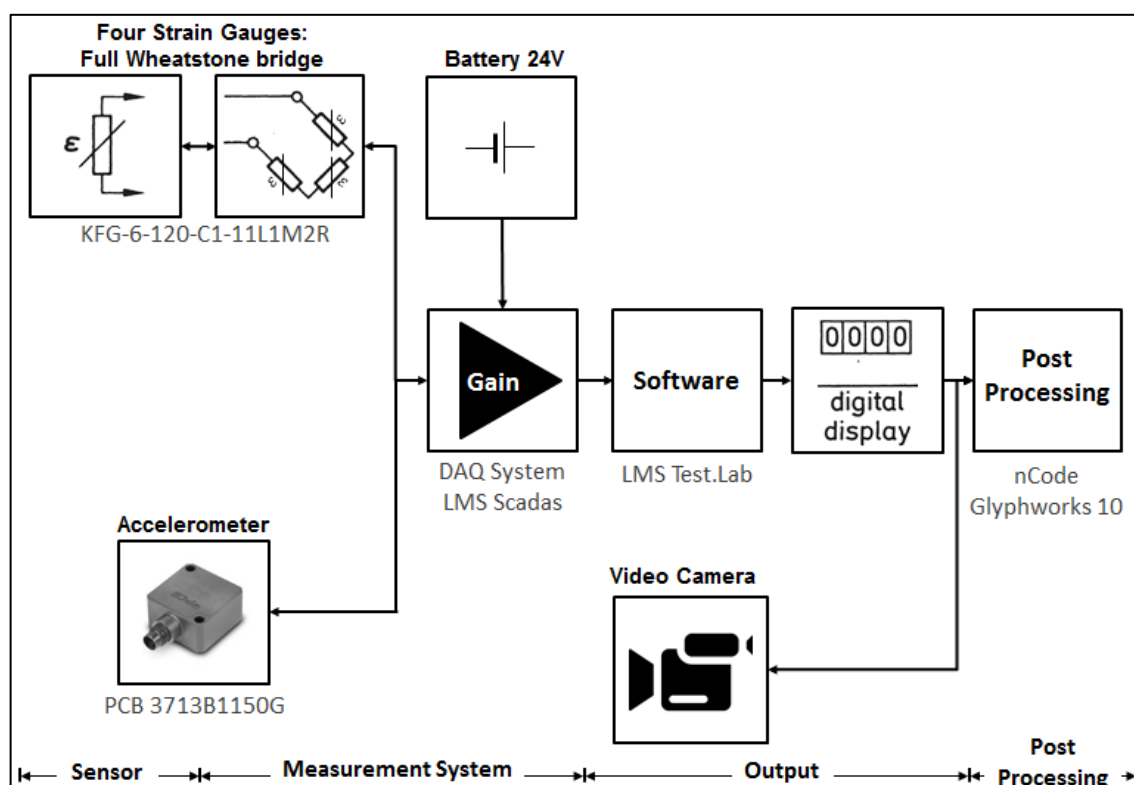 Four Strain Gauges:
Full Wheatstone bridge
Battery 24V
ε
ω
ω
ω
KFG-6-120-C1-11L1M2R
Gain
Software
0000
digital
display
Post
Processing
DAQ System
LMS Scadas
LMS Test.Lab
nCode
Glyphworks 10
Accelerometer
Video Camera
PCB 3713B1150G
Sensor
Measurement System
Output
Post
Processing